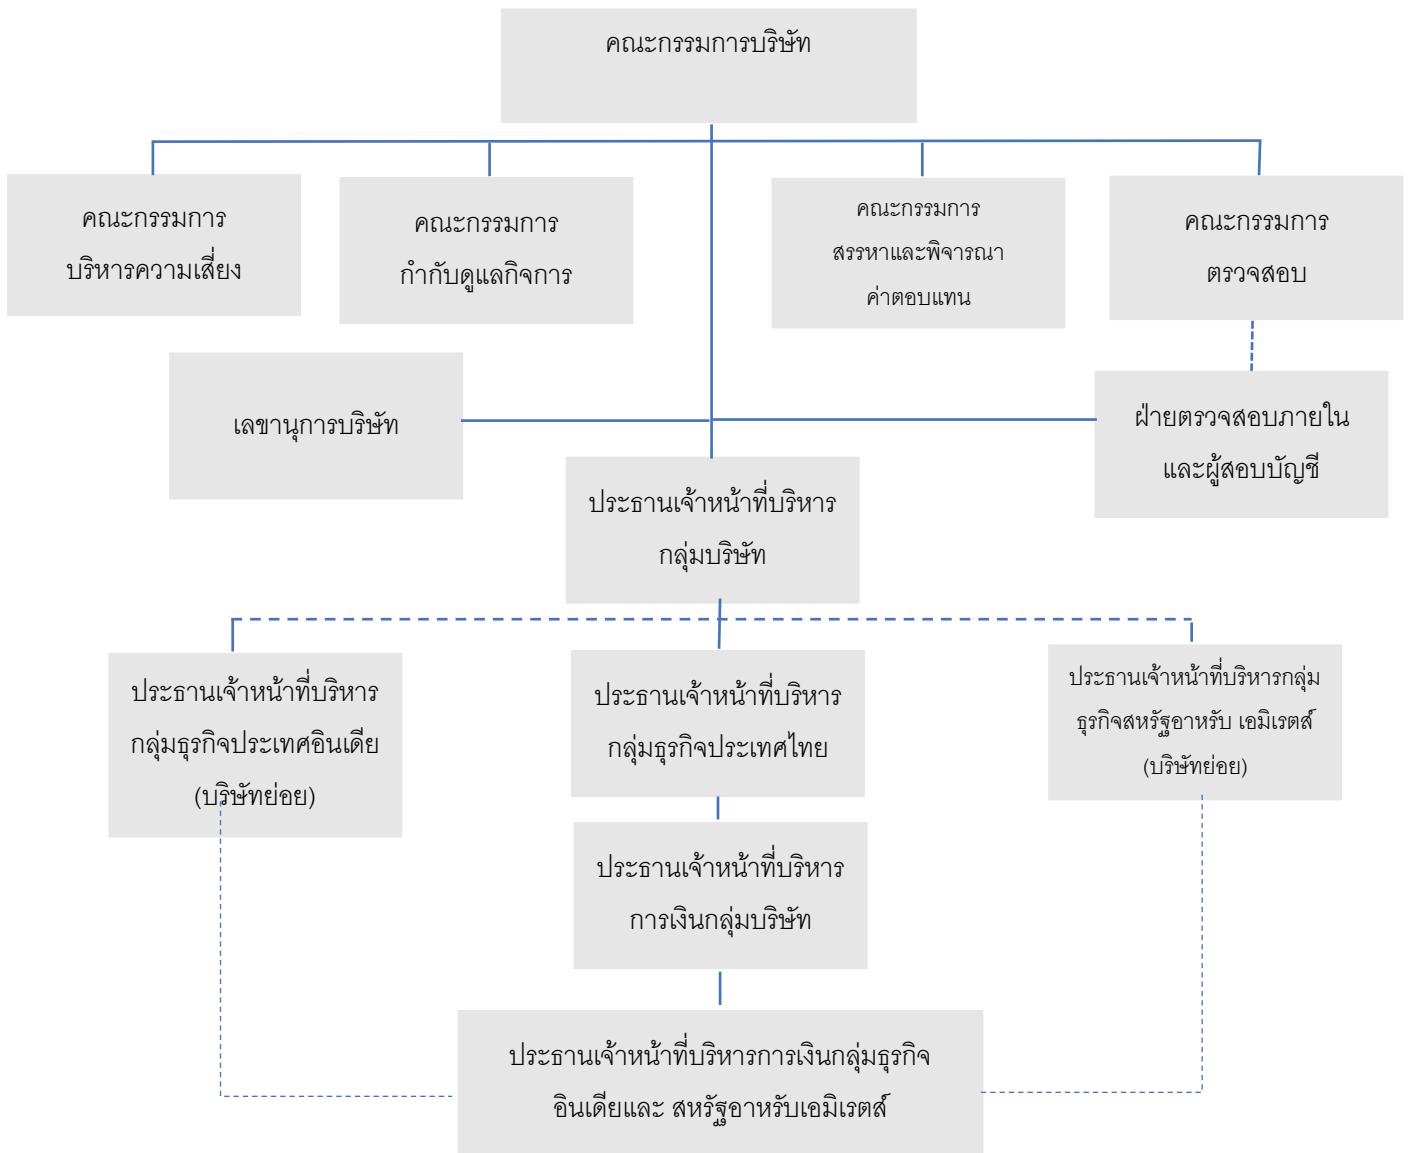 คณะกรรมการบริษัท
คณะกรรมการ
บริหารความเสี่ยง
คณะกรรมการ
กำกับดูแลกิจการ
คณะกรรมการ
สรรหาและพิจารณา
ค่าตอบแทน
คณะกรรมการ
ตรวจสอบ
เลขานุการบริษัท
ฝ่ายตรวจสอบภายใน
และผู้สอบบัญชี
ประธานเจ้าหน้าที่บริหาร
กลุ่มบริษัท
ประธานเจ้าหน้าที่บริหาร
กลุ่มธุรกิจประเทศอินเดีย
(บริษัทย่อย)
ประธานเจ้าหน้าที่บริหาร
กลุ่มธุรกิจประเทศไทย
ประธานเจ้าหน้าที่บริหารกลุ่ม
ธุรกิจสหรัฐอาหรับ เอมิเรตส์
(บริษัทย่อย)
ประธานเจ้าหน้าที่บริหาร
การเงินกลุ่มบริษัท
ประธานเจ้าหน้าที่บริหารการเงินกลุ่มธุรกิจ
อินเดียและ สหรัฐอาหรับเอมิเรตส์